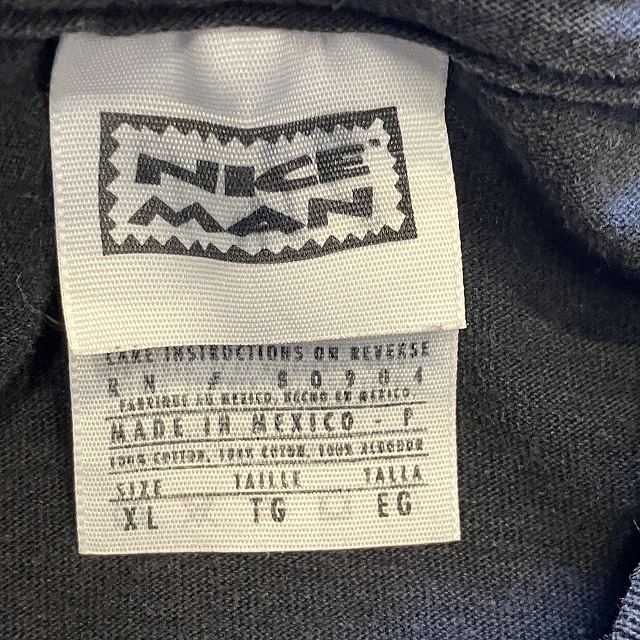 NICE
MAN
CARE INSTRUCTIONS ON REVERSE
RN # 80904
FABRIQUE EN MEXICO, HECHO EN MEXICO
MADE IN MEXICO - P
100% COTTON, 100% COTON, 100% ALGODON
SIZE TAILLE TALLA
XL TG EG